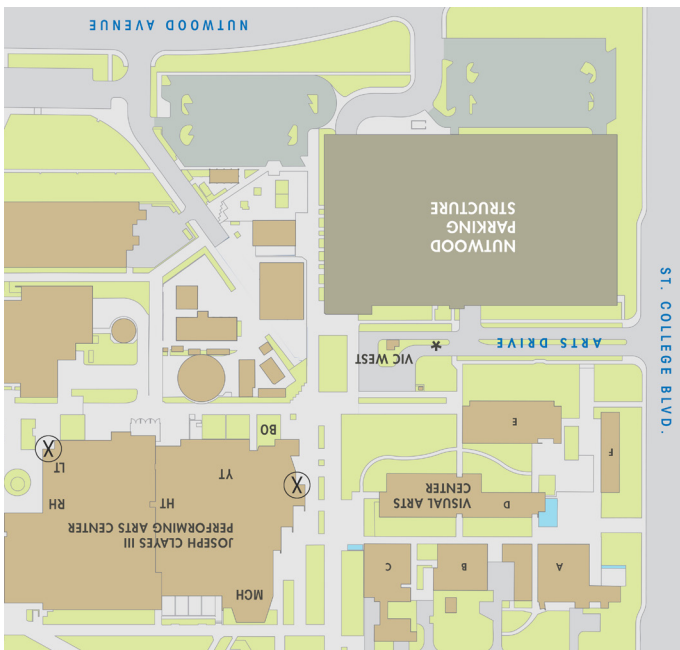 MCH
A
B
C
JOSEPH CLAYES III
PERFORMING ARTS CENTER
D
VISUAL ARTS
CENTER
HT
RH
X
YT
LT
X
F
E
BO
VIC WEST
*
ARTS DRIVE
ST. COLLEGE BLVD.
NUTWOOD
PARKING
STRUCTURE
NUTWOOD AVENUE